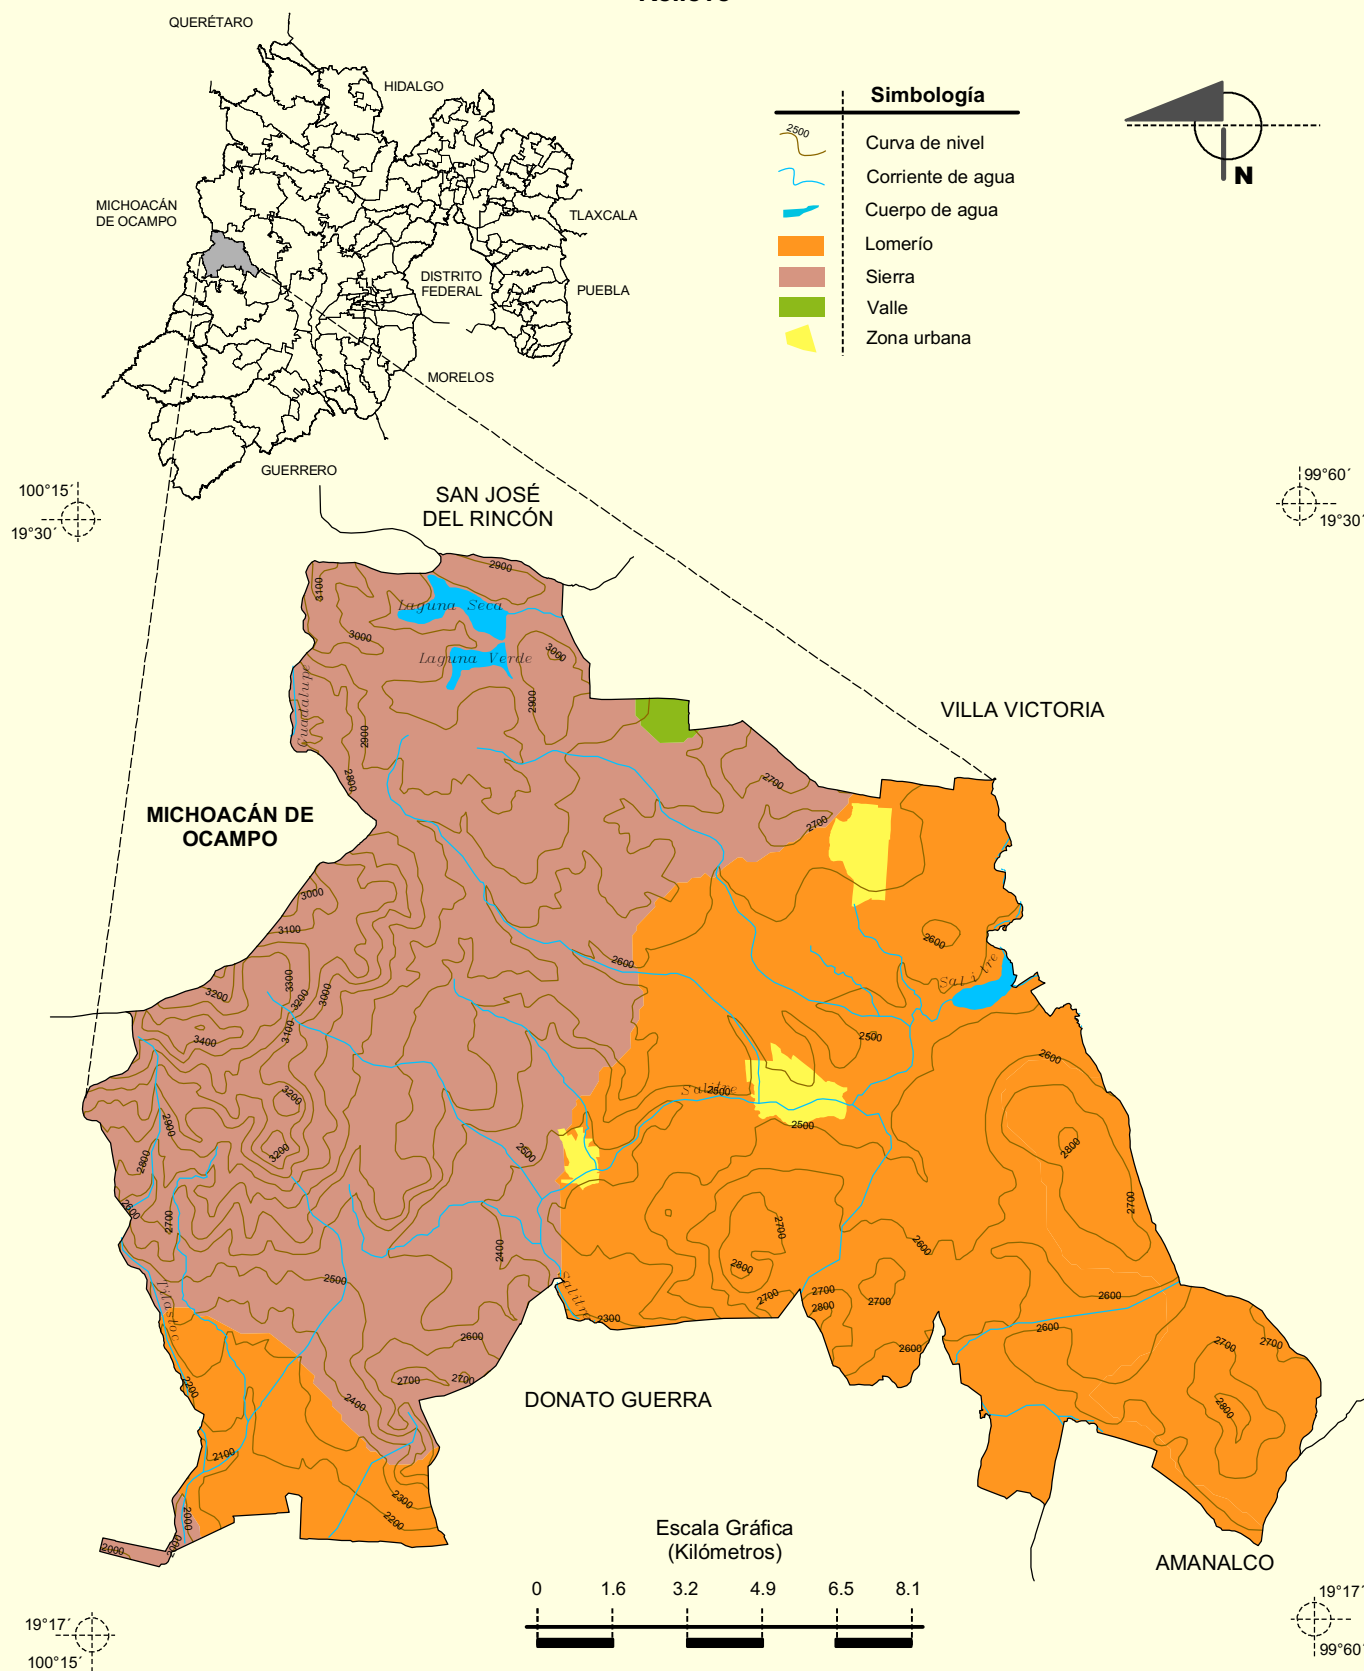 QUERÉTARO
HIDALGO
MICHOACÁN
DE OCAMPO
TLAXCALA
DISTRITO
FEDERAL
PUEBLA
MORELOS
GUERRERO
Simbología
2500
Curva de nivel
Corriente de agua
Cuerpo de agua
Lomerío
Sierra
Valle
Zona urbana
N
100°15´
19°30´
99°60´
19°30´
SAN JOSÉ
DEL RINCÓN
2900
3100
Laguna Seca
3000
Laguna Verde
3000
Guadalupe
2900
2900
2800
VILLA VICTORIA
2700
2700
MICHOACÁN DE
OCAMPO
3000
3100
2600
2600
3300
3200
3200
3000
3100
3400
Salitre
2500
2600
3200
Salitre
2500
2900
2500
2800
3200
2500
2800
2600
2700
2700
2700
2400
2600
2800
2500
Tilastoc
Salitre
2700
2700
2800
2700
2600
2300
2600
2600
2600
2700
2700
2700
2700
2200
2400
2800
DONATO GUERRA
2100
2300
2200
2000
2000
2000
AMANALCO
Escala Gráfica
(Kilómetros)
0 1.6 3.2 4.9 6.5 8.1
19°17´
100°15´
19°17´
99°60´